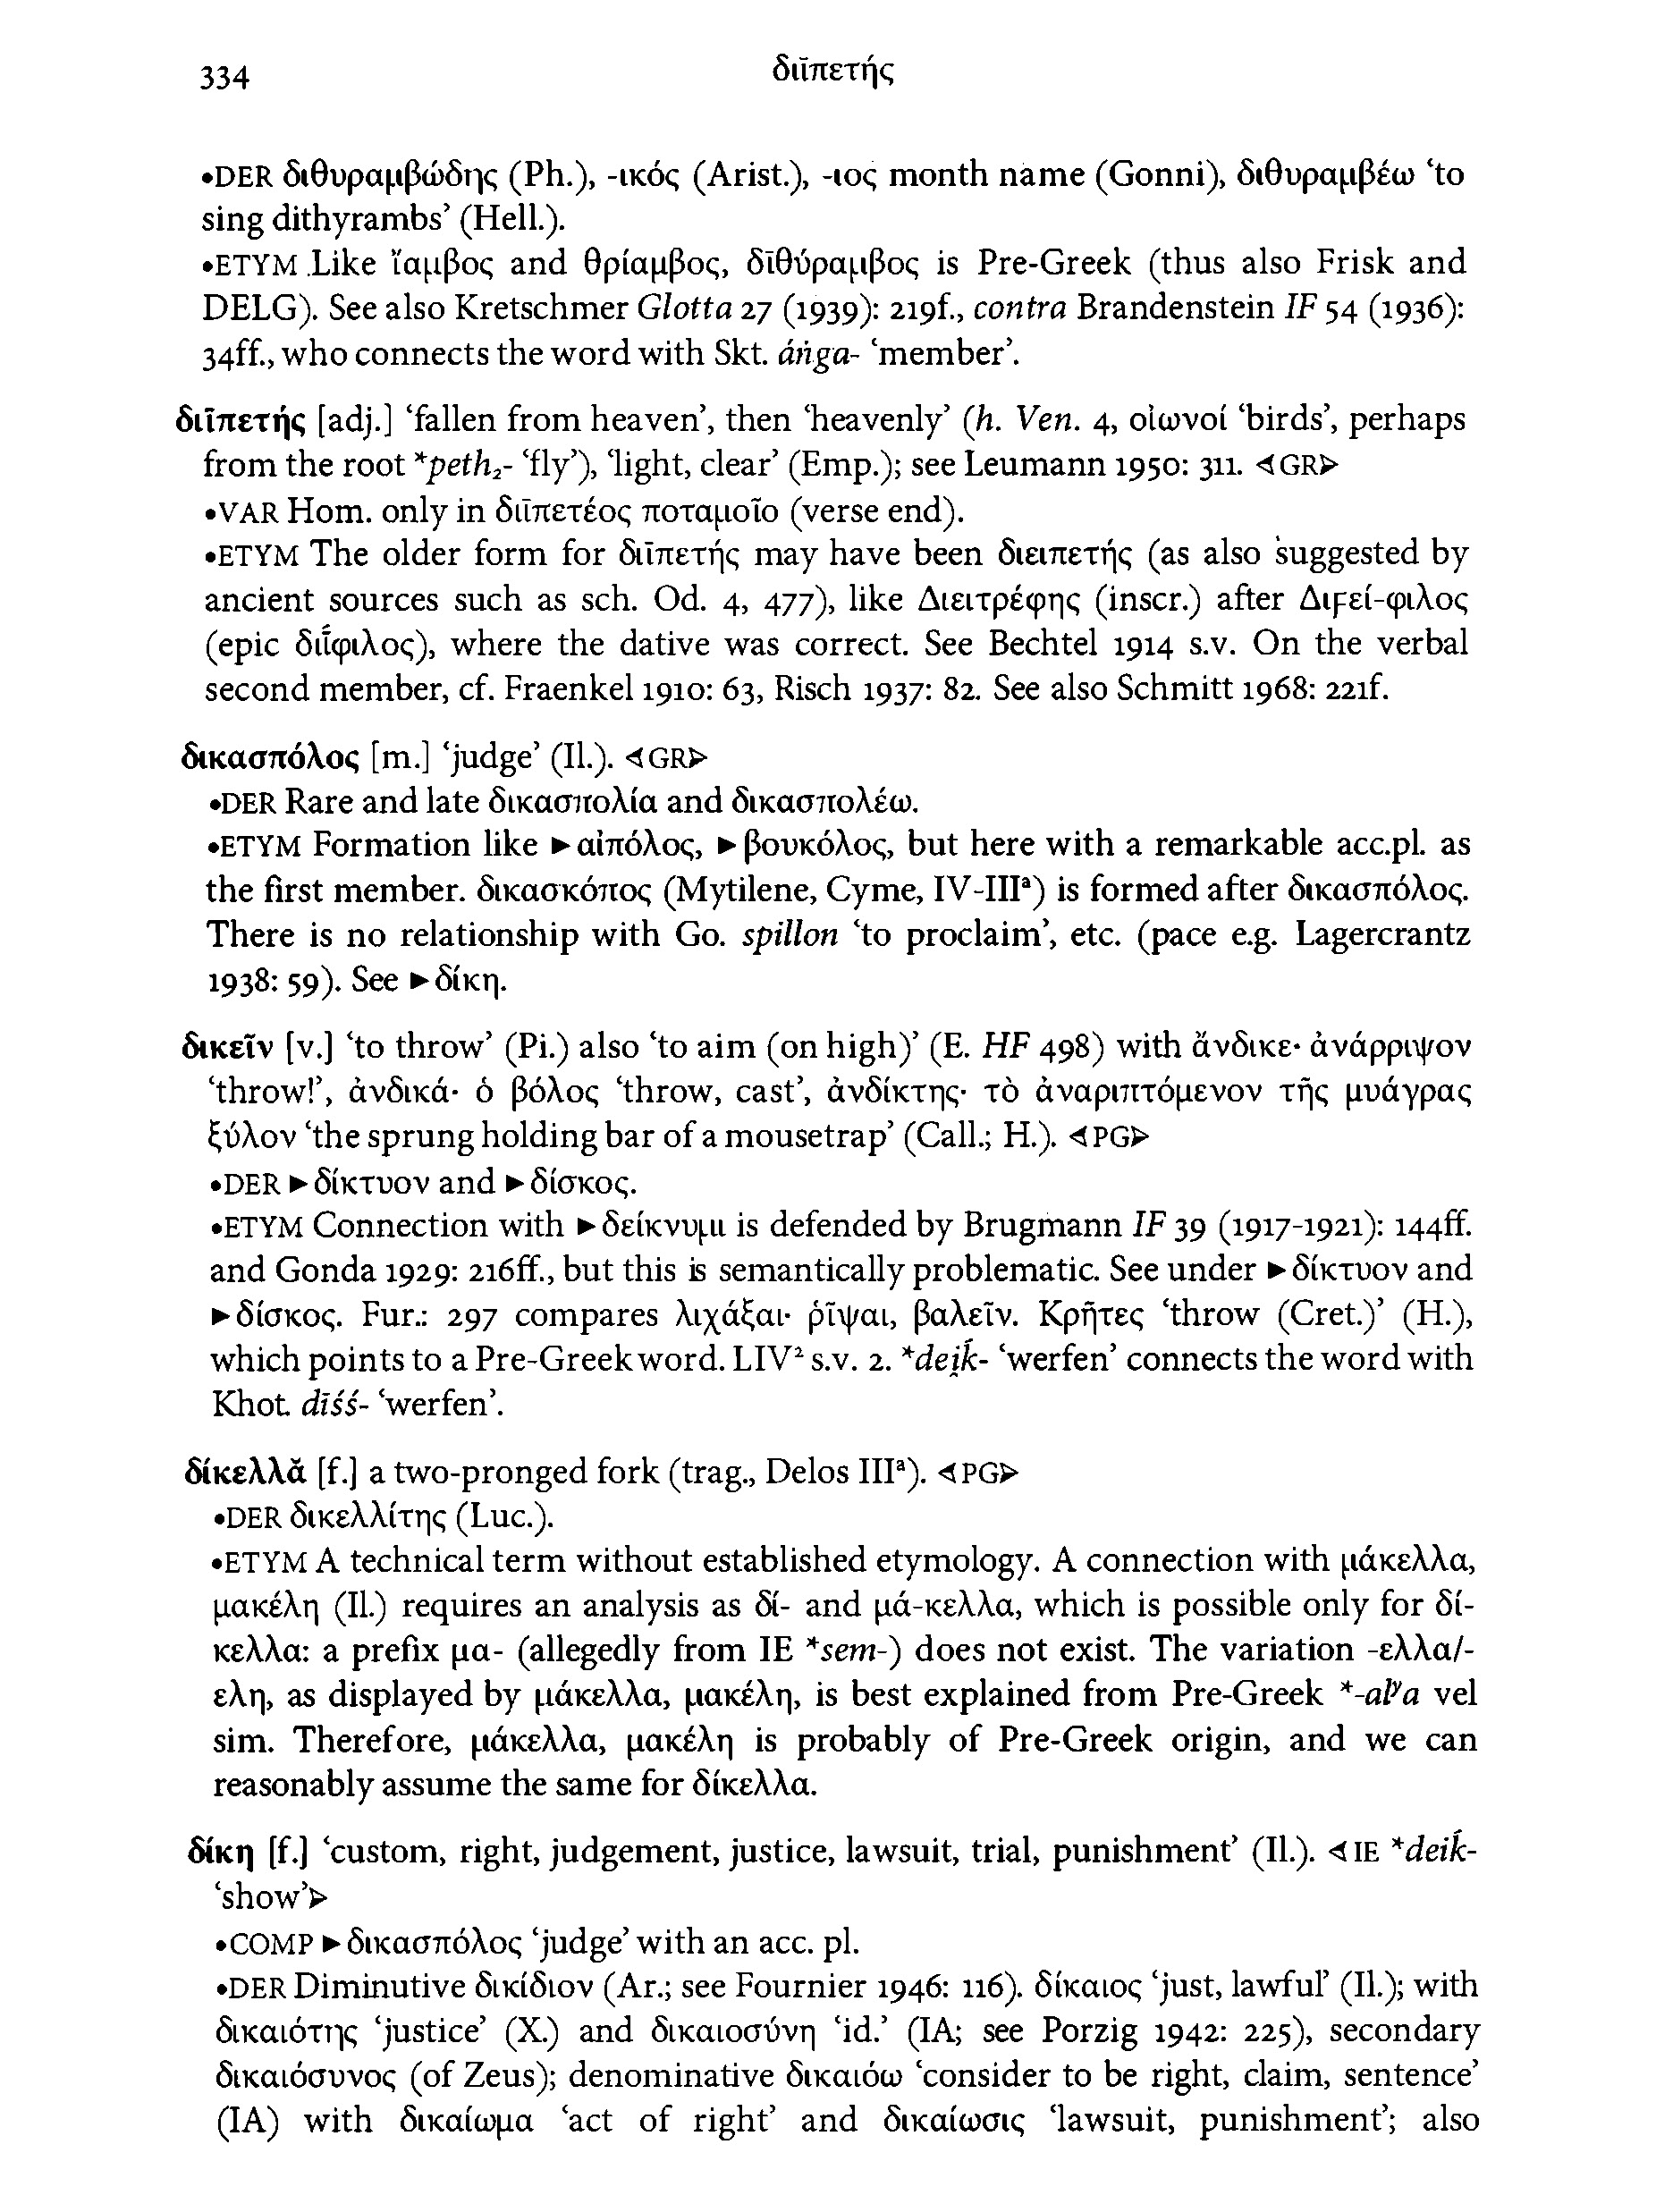 334
διῑπετής
•DER διθυραμβώδης (Ph.), -ικός (Arist.), -ιος month name (Gonni), διθυραμβέω ‘to
sing dithyrambs’ (Hell.).
•ETYM .Like ἴαμβος and θρίαμβος, δῑθύραμβος is Pre-Greek (thus also Frisk and
DELG). See also Kretschmer Glotta 27 (1939): 219f., contra Brandenstein IF 54 (1936):
34ff., who connects the word with Skt. áṅga- ‘member’.
διῑπετής [adj.] ‘fallen from heaven’, then ‘heavenly’ (h. Ven. 4, οἰωνοί ‘birds’, perhaps
from the root *peth₂- ‘fly’), ‘light, clear’ (Emp.); see Leumann 1950: 311. ◁GR▷
•VAR Hom. only in διῑπετέος ποταμοῖο (verse end).
•ETYM The older form for διῑπετής may have been διειπετής (as also suggested by
ancient sources such as sch. Od. 4, 477), like Διειτρέφης (inscr.) after Διϝεί-φιλος
(epic διί̄φιλος), where the dative was correct. See Bechtel 1914 s.v. On the verbal
second member, cf. Fraenkel 1910: 63, Risch 1937: 82. See also Schmitt 1968: 221f.
δικασπόλος [m.] ‘judge’ (Il.). ◁GR▷
•DER Rare and late δικασπολία and δικασπολέω.
•ETYM Formation like ►αἰπόλος, ►βουκόλος, but here with a remarkable acc.pl. as
the first member. δικασκόπος (Mytilene, Cyme, IV-IIIᵃ) is formed after δικασπόλος.
There is no relationship with Go. spillon ‘to proclaim’, etc. (pace e.g. Lagercrantz
1938: 59). See ►δίκη.
δικεῖν [v.] ‘to throw’ (Pi.) also ‘to aim (on high)’ (E. HF 498) with ἄνδικε· ἀνάρριψον
‘throw!’, ἀνδικά· ὁ βόλος ‘throw, cast’, ἀνδίκτης· τὸ ἀναριπτόμενον τῆς μυάγρας
ξύλον ‘the sprung holding bar of a mousetrap’ (Call.; H.). ◁PG▷
•DER ►δίκτυον and ►δίσκος.
•ETYM Connection with ►δείκνυμι is defended by Brugmann IF 39 (1917-1921): 144ff.
and Gonda 1929: 216ff., but this is semantically problematic. See under ►δίκτυον and
►δίσκος. Fur.: 297 compares λιχάξαι· ῥῖψαι, βαλεῖν. Κρῆτες ‘throw (Cret.)’ (H.),
which points to a Pre-Greek word. LIV² s.v. 2. *dei̯ḱ- ‘werfen’ connects the word with
Khot. dīśś- ‘werfen’.
δίκελλᾰ [f.] a two-pronged fork (trag., Delos IIIᵃ). ◁PG▷
•DER δικελλίτης (Luc.).
•ETYM A technical term without established etymology. A connection with μάκελλα,
μακέλη (Il.) requires an analysis as δί- and μά-κελλα, which is possible only for δί-
κελλα: a prefix μα- (allegedly from IE *sem-) does not exist. The variation -ελλα/-
ελη, as displayed by μάκελλα, μακέλη, is best explained from Pre-Greek *-alʸa vel
sim. Therefore, μάκελλα, μακέλη is probably of Pre-Greek origin, and we can
reasonably assume the same for δίκελλα.
δίκη [f.] ‘custom, right, judgement, justice, lawsuit, trial, punishment’ (Il.). ◁IE *deiḱ-
‘show’▷
•COMP ►δικασπόλος ‘judge’ with an acc. pl.
•DER Diminutive δικίδιον (Ar.; see Fournier 1946: 116). δίκαιος ‘just, lawful’ (Il.); with
δικαιότης ‘justice’ (X.) and δικαιοσύνη ‘id.’ (IA; see Porzig 1942: 225), secondary
δικαιόσυνος (of Zeus); denominative δικαιόω ‘consider to be right, claim, sentence’
(IA) with δικαίωμα ‘act of right’ and δικαίωσις ‘lawsuit, punishment’; also